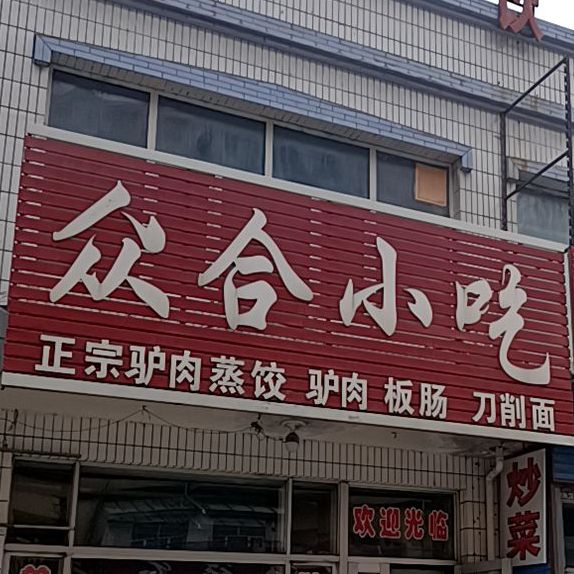 众合小吃
正宗驴肉蒸饺 驴肉 板肠 刀削面
欢迎光临
炒菜